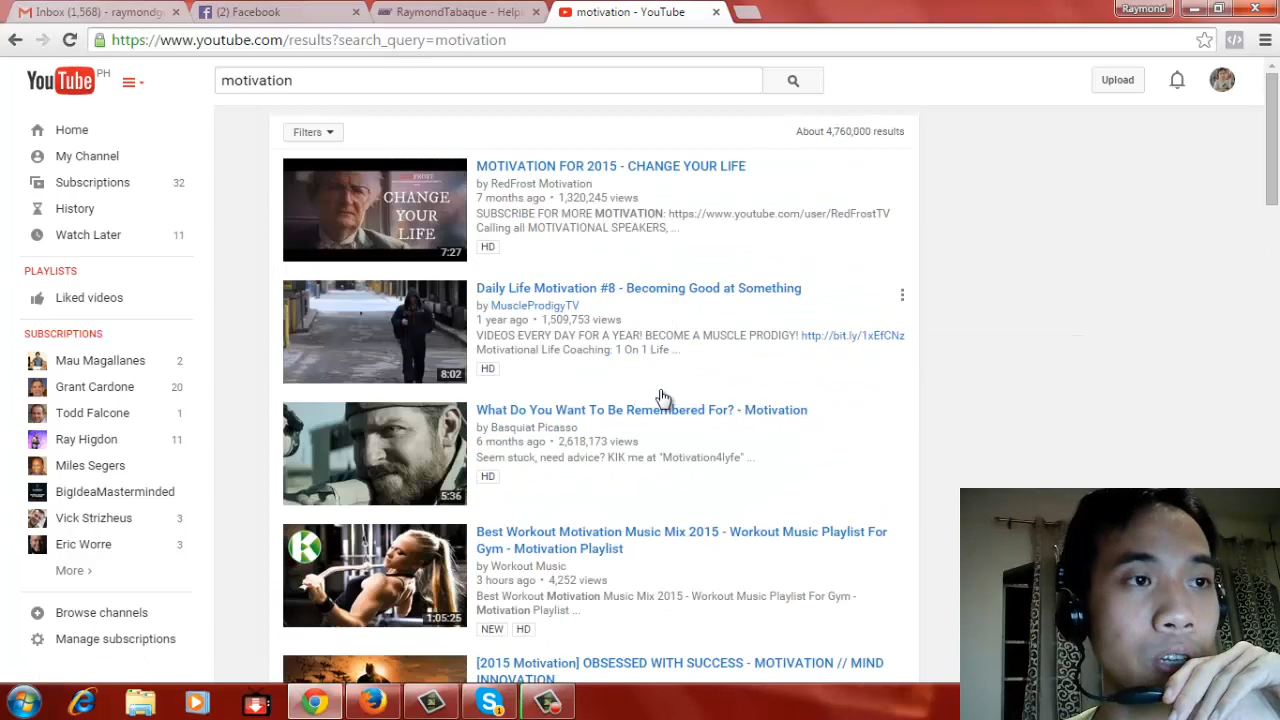 Inbox (1,568) - raymondg
(2) Facebook
RaymondTabaque - Helpi
motivation - YouTube
Raymond
https://www.youtube.com/results?search_query=motivation
YouTube PH
motivation
Upload
Home
My Channel
Subscriptions 32
History
Watch Later 11
PLAYLISTS
Liked videos
SUBSCRIPTIONS
Mau Magallanes 2
Grant Cardone 20
Todd Falcone 1
Ray Higdon 11
Miles Segers
BigIdeaMasterminded
Vick Strizheus 3
Eric Worre 3
More ›
Browse channels
Manage subscriptions
Filters
About 4,760,000 results
CHANGE
YOUR
LIFE
7:27
MOTIVATION FOR 2015 - CHANGE YOUR LIFE
by RedFrost Motivation
7 months ago • 1,320,245 views
SUBSCRIBE FOR MORE MOTIVATION: https://www.youtube.com/user/RedFrostTV
Calling all MOTIVATIONAL SPEAKERS, ...
HD
8:02
Daily Life Motivation #8 - Becoming Good at Something
by MuscleProdigyTV
1 year ago • 1,509,753 views
VIDEOS EVERY DAY FOR A YEAR! BECOME A MUSCLE PRODIGY! http://bit.ly/1xEfCNz
Motivational Life Coaching: 1 On 1 Life ...
HD
5:36
What Do You Want To Be Remembered For? - Motivation
by Basquiat Picasso
6 months ago • 2,618,173 views
Seem stuck, need advice? KIK me at "Motivation4lyfe" ...
HD
K
1:05:25
Best Workout Motivation Music Mix 2015 - Workout Music Playlist For
Gym - Motivation Playlist
by Workout Music
3 hours ago • 4,252 views
Best Workout Motivation Music Mix 2015 - Workout Music Playlist For Gym -
Motivation Playlist ...
NEW HD
[2015 Motivation] OBSESSED WITH SUCCESS - MOTIVATION // MIND
INNOVATION